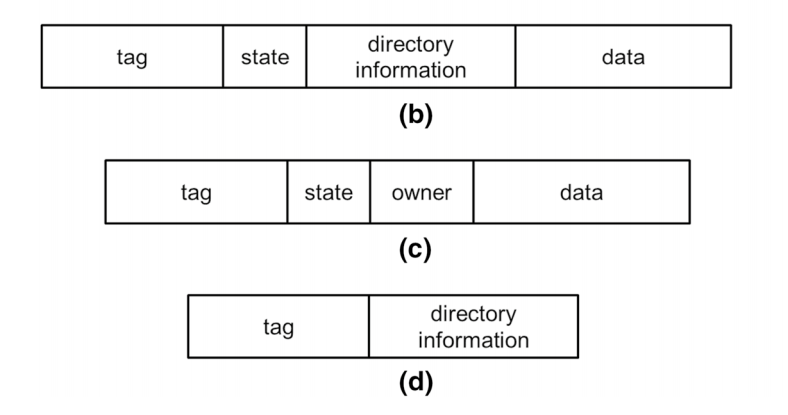 tag state directory information data
(b)
tag state owner data
(c)
tag directory information
(d)